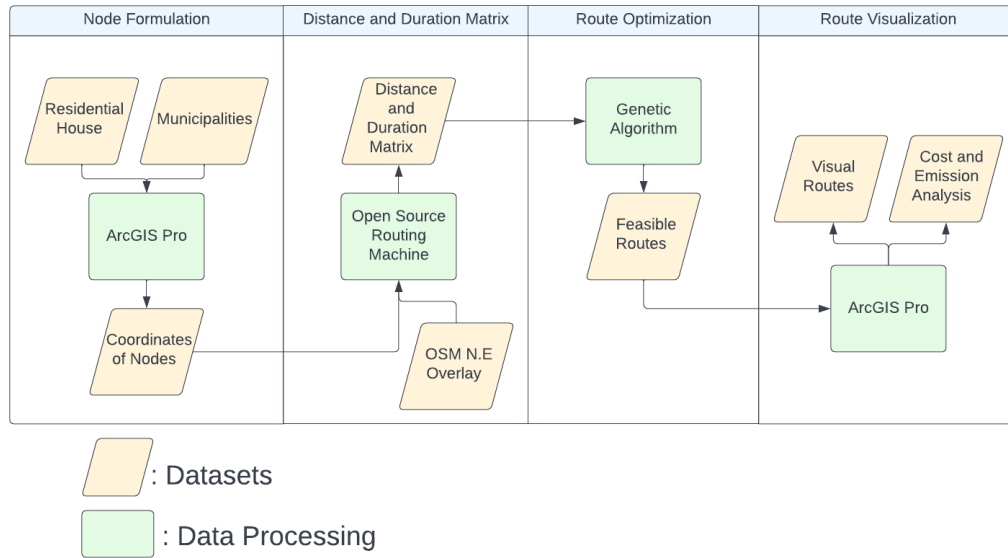 Node Formulation
Distance and Duration Matrix
Route Optimization
Route Visualization
Residential
House
Municipalities
ArcGIS Pro
Coordinates
of Nodes
Distance
and
Duration
Matrix
Open Source
Routing
Machine
OSM N.E
Overlay
Genetic
Algorithm
Feasible
Routes
Visual
Routes
Cost and
Emission
Analysis
ArcGIS Pro
: Datasets
: Data Processing